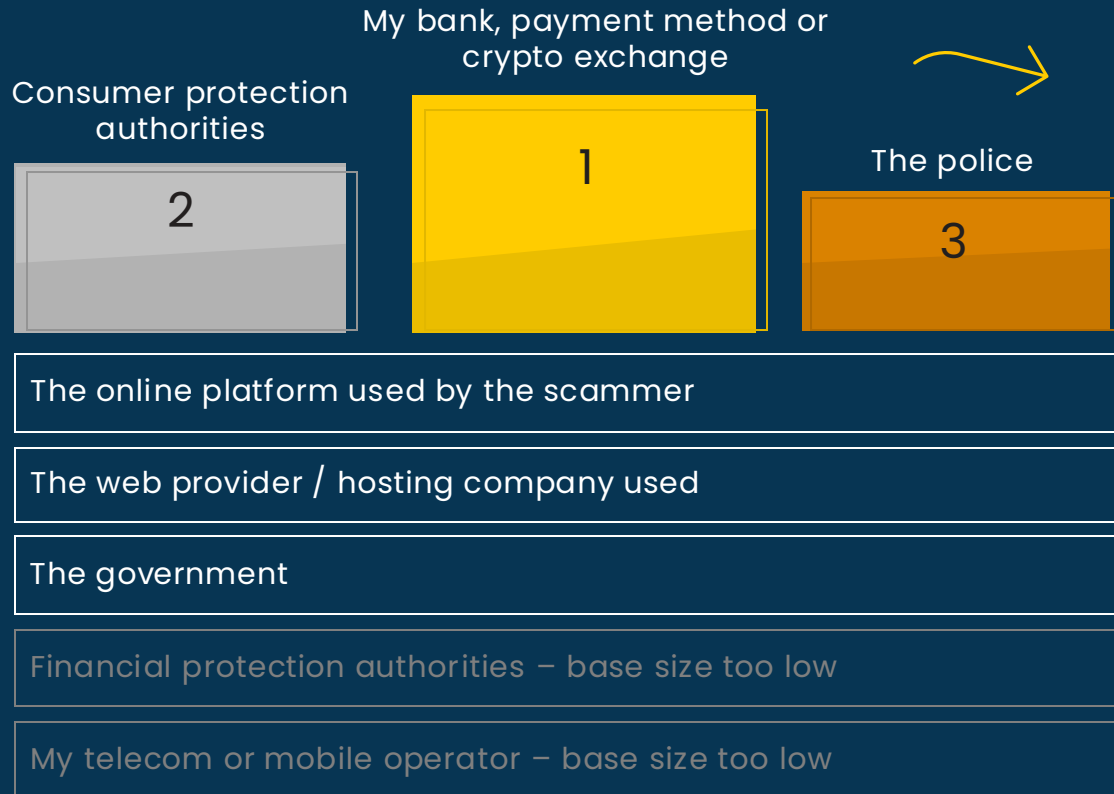 My bank, payment method or
crypto exchange
Consumer protection
authorities
The police
1
2
3
The online platform used by the scammer
The web provider / hosting company used
The government
Financial protection authorities – base size too low
My telecom or mobile operator – base size too low